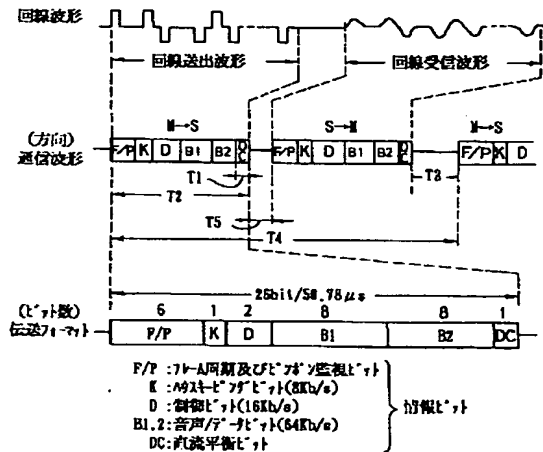 回線波形
回線送出波形
回線受信波形
M→S
S→M
M→S
(方向)
通信波形
F/P K D B1 B2 DC
F/P K D B1 B2 DC
F/P K D
T1
T2
T3
T5
T4
26bit/50.78μs
(ビット数)
6 1 2 8 8 1
伝送フォーマット
F/P K D B1 B2 DC
F/P:フレーム同期及びピンポン監視ビット
K:ハウスキーピングビット(8Kb/s)
D:制御ビット(16Kb/s)
B1.2:音声/データビット(64Kb/s)
DC:直流平衡ビット
情報ビット